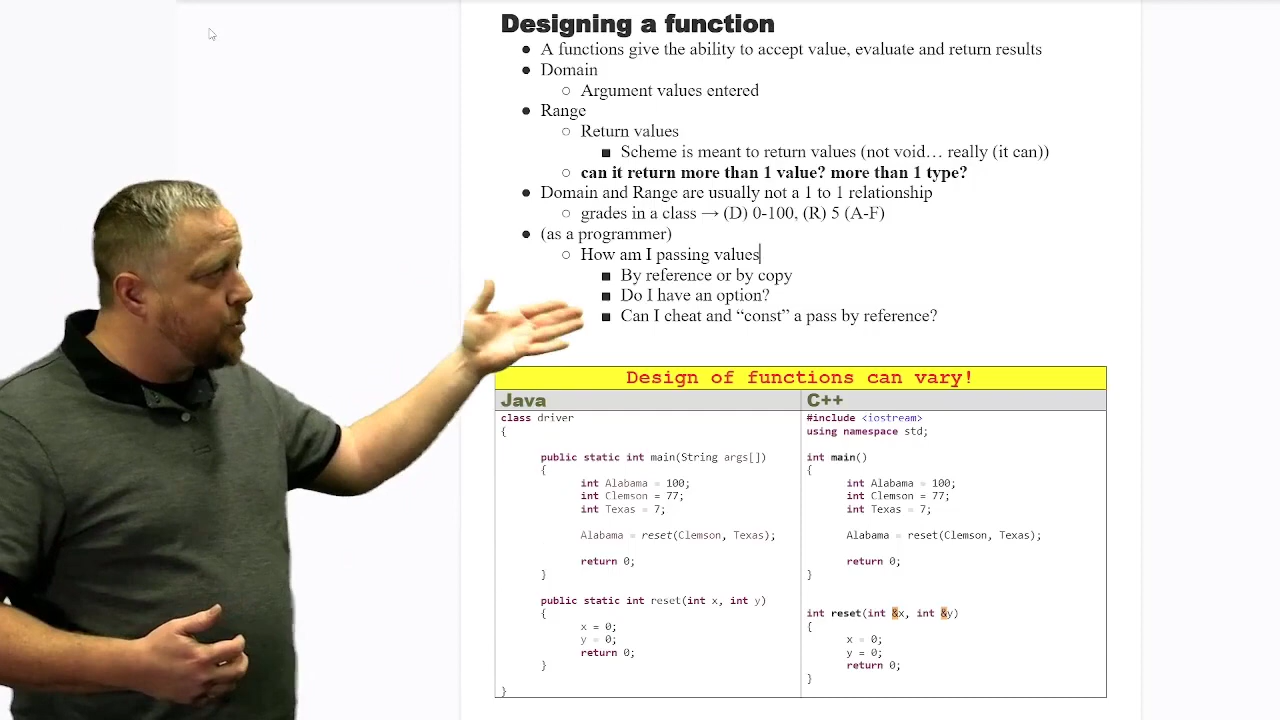 Designing a function
● A functions give the ability to accept value, evaluate and return results
● Domain
○ Argument values entered
● Range
○ Return values
■ Scheme is meant to return values (not void… really (it can))
○ can it return more than 1 value? more than 1 type?
● Domain and Range are usually not a 1 to 1 relationship
○ grades in a class → (D) 0-100, (R) 5 (A-F)
● (as a programmer)
○ How am I passing values
■ By reference or by copy
■ Do I have an option?
■ Can I cheat and “const” a pass by reference?
Design of functions can vary!
Java
class driver
{
public static int main(String args[])
{
int Alabama = 100;
int Clemson = 77;
int Texas = 7;
Alabama = reset(Clemson, Texas);
return 0;
}
public static int reset(int x, int y)
{
x = 0;
y = 0;
return 0;
}
}
C++
#include <iostream>
using namespace std;
int main()
{
int Alabama = 100;
int Clemson = 77;
int Texas = 7;
Alabama = reset(Clemson, Texas);
return 0;
}
int reset(int &x, int &y)
{
x = 0;
y = 0;
return 0;
}